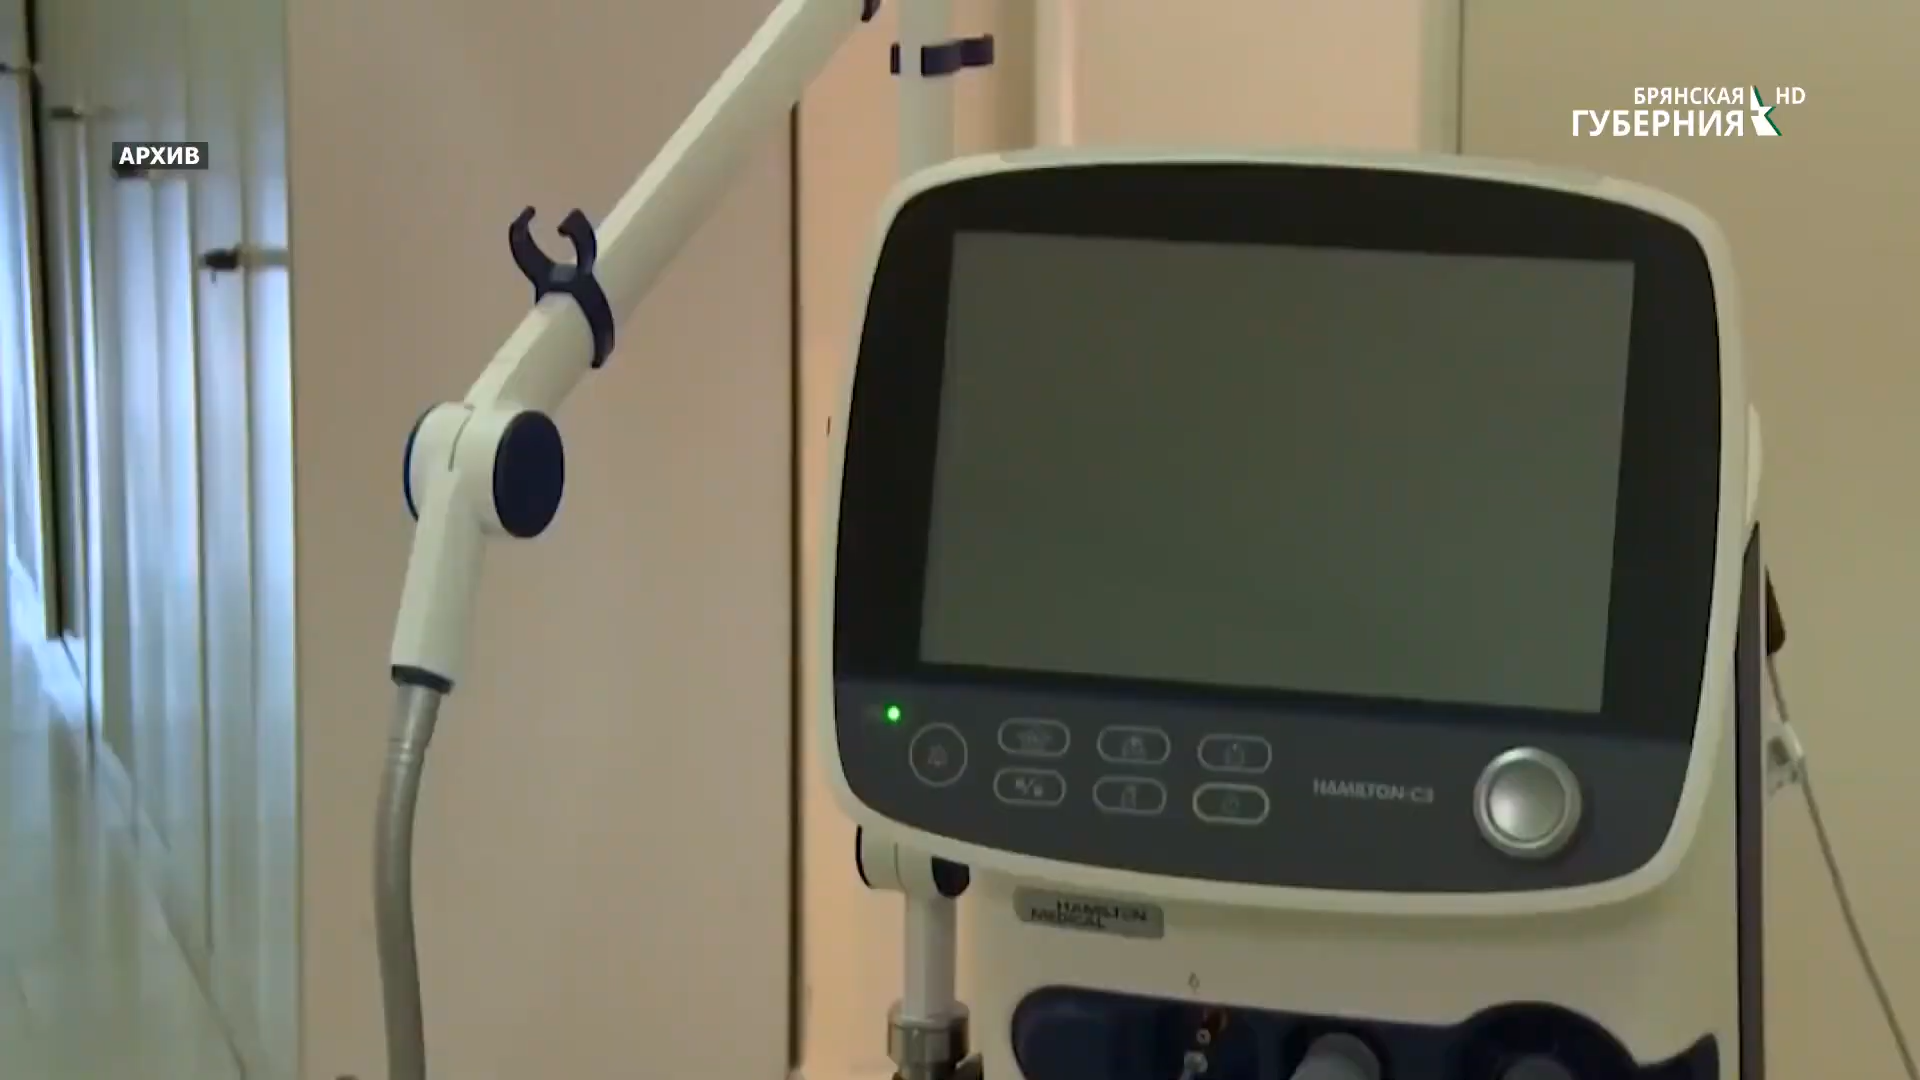 БРЯНСКАЯ HD
ГУБЕРНИЯ
АРХИВ
HAMILTON-C3
HAMILTON
MEDICAL